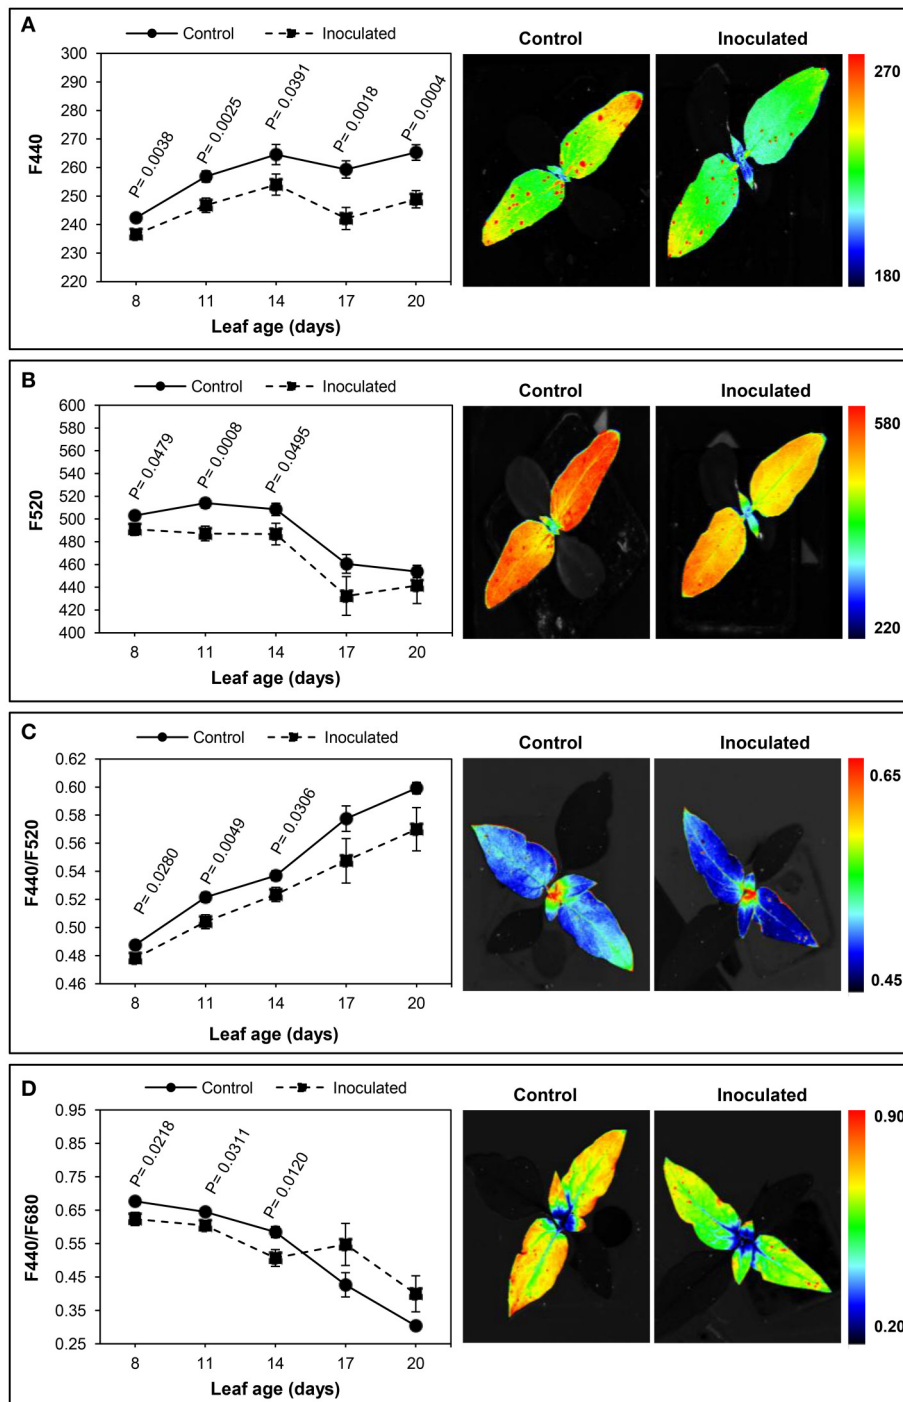 A
Control
Inoculated
300
290
280
270
260
250
240
230
220
F440
P= 0.0038
P= 0.0025
P= 0.0391
P= 0.0018
P= 0.0004
8
11
14
17
20
Leaf age (days)
Control
Inoculated
270
180
B
Control
Inoculated
600
580
560
540
520
500
480
460
440
420
400
F520
P= 0.0479
P= 0.0008
P= 0.0495
8
11
14
17
20
Leaf age (days)
Control
Inoculated
580
220
C
Control
Inoculated
0.62
0.60
0.58
0.56
0.54
0.52
0.50
0.48
0.46
F440/F520
P= 0.0280
P= 0.0049
P= 0.0306
8
11
14
17
20
Leaf age (days)
Control
Inoculated
0.65
0.45
D
Control
Inoculated
0.95
0.85
0.75
0.65
0.55
0.45
0.35
0.25
F440/F680
P= 0.0218
P= 0.0311
P= 0.0120
8
11
14
17
20
Leaf age (days)
Control
Inoculated
0.90
0.20